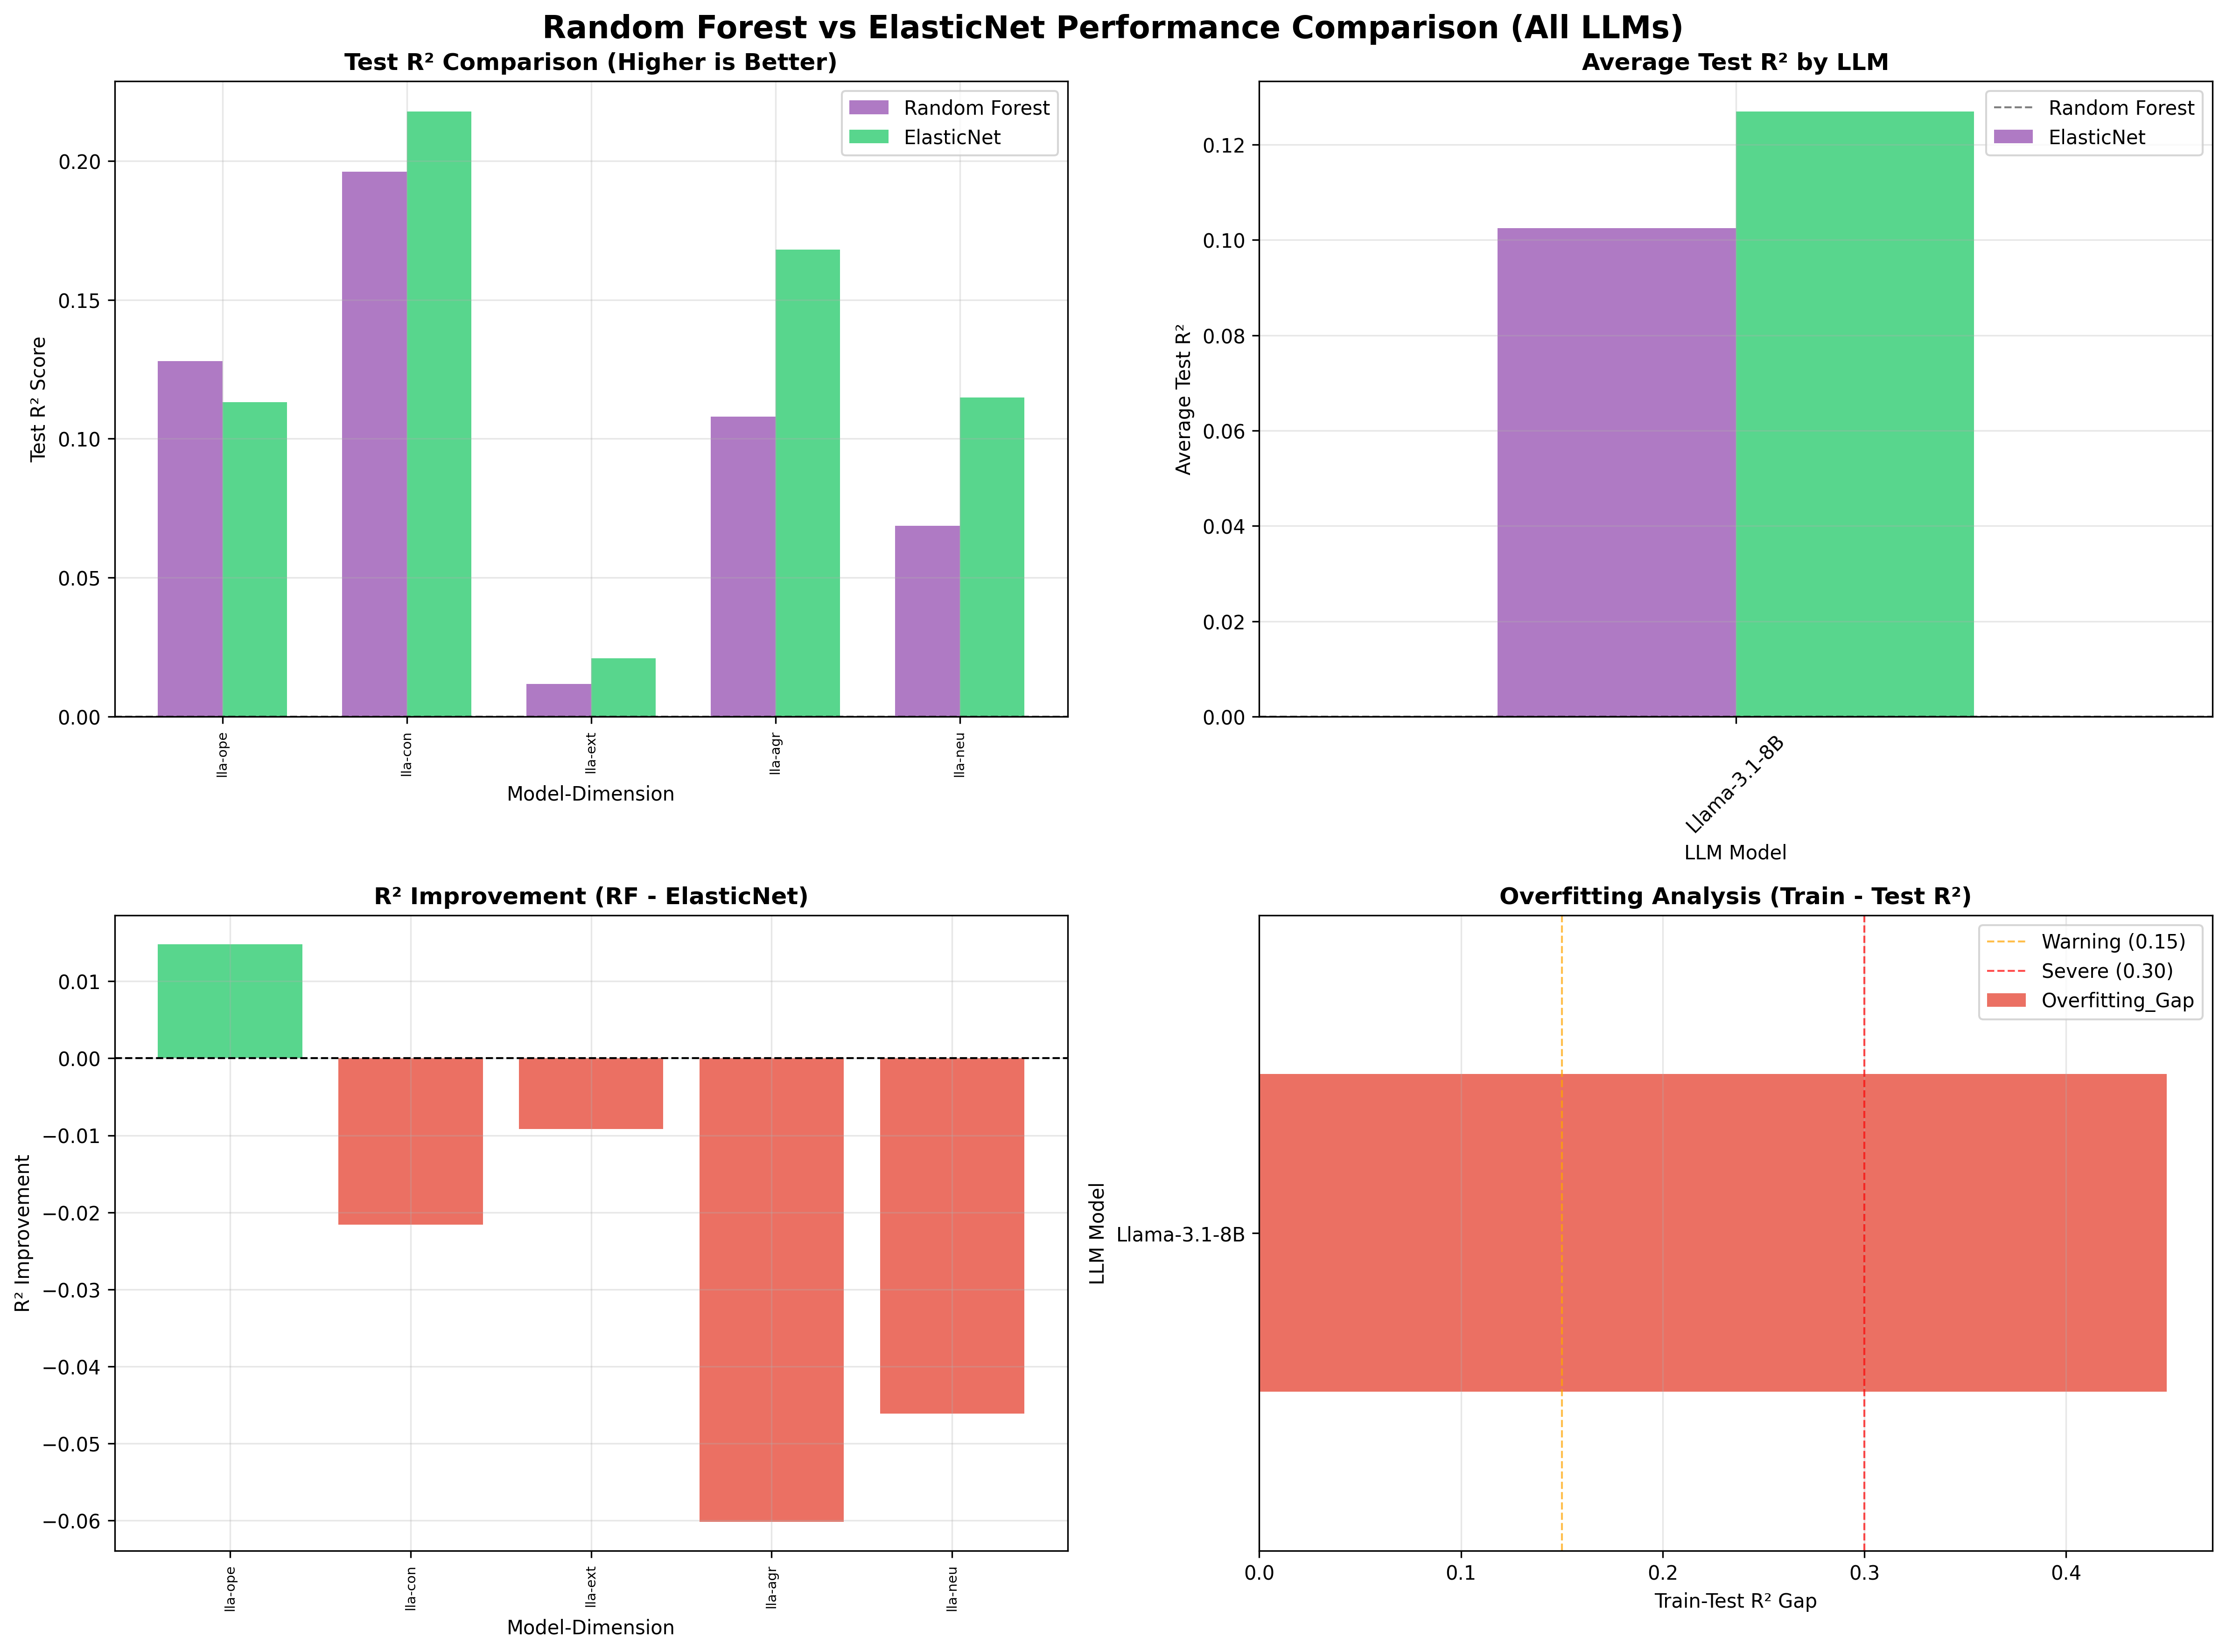 Random Forest vs ElasticNet Performance Comparison (All LLMs)
Test R² Comparison (Higher is Better)
Random Forest
ElasticNet
Test R² Score
0.20
0.15
0.10
0.05
0.00
lla-ope
lla-con
lla-ext
lla-agr
lla-neu
Model-Dimension
Average Test R² by LLM
Random Forest
ElasticNet
Average Test R²
0.12
0.10
0.08
0.06
0.04
0.02
0.00
Llama-3.1-8B
LLM Model
R² Improvement (RF - ElasticNet)
R² Improvement
0.01
0.00
−0.01
−0.02
−0.03
−0.04
−0.05
−0.06
lla-ope
lla-con
lla-ext
lla-agr
lla-neu
Model-Dimension
Overfitting Analysis (Train - Test R²)
Warning (0.15)
Severe (0.30)
Overfitting_Gap
LLM Model
Llama-3.1-8B
0.0
0.1
0.2
0.3
0.4
Train-Test R² Gap